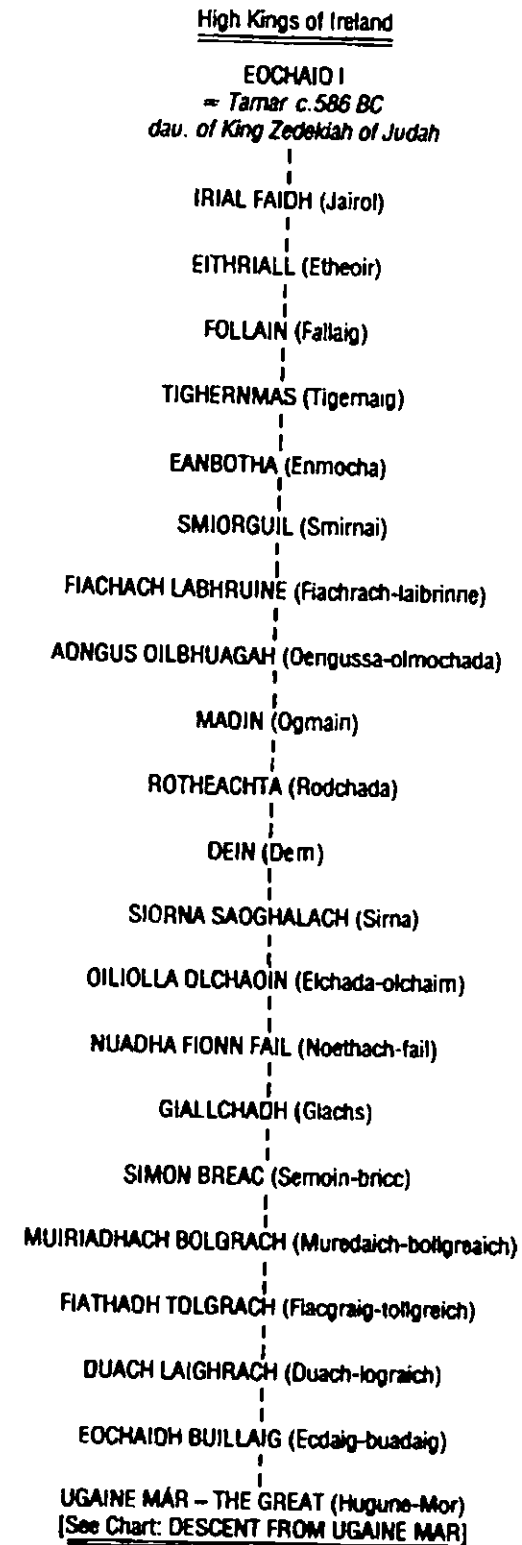 High Kings of Ireland
EOCHAID I
= Tamar c.586 BC
dau. of King Zedekiah of Judah
IRIAL FAIDH (Jairol)
EITHRIALL (Etheoir)
FOLLAIN (Fallaig)
TIGHERNMAS (Tigernaig)
EANBOTHA (Enmocha)
SMIORGUIL (Smirnai)
FIACHACH LABHRUINE (Fiachrach-laibrinne)
AONGUS OILBHUAGAH (Oengussa-olmochada)
MAOIN (Ogmain)
ROTHEACHTA (Rodchada)
DEIN (Dem)
SIORNA SAOGHALACH (Sirna)
OILIOLLA OLCHAOIN (Elchada-olchaim)
NUADHA FIONN FAIL (Noethach-fail)
GIALLCHADH (Glachs)
SIMON BREAC (Semoin-bricc)
MUIRIADHACH BOLGRACH (Muredaich-bollgreaich)
FIATHADH TOLGRACH (Fiacgraig-tollgreich)
DUACH LAIGHRACH (Duach-lograich)
EOCHAIDH BUILLAIG (Ecdaig-buadaig)
UGAINE MÁR – THE GREAT (Hugune-Mor)
[See Chart: DESCENT FROM UGAINE MAR]